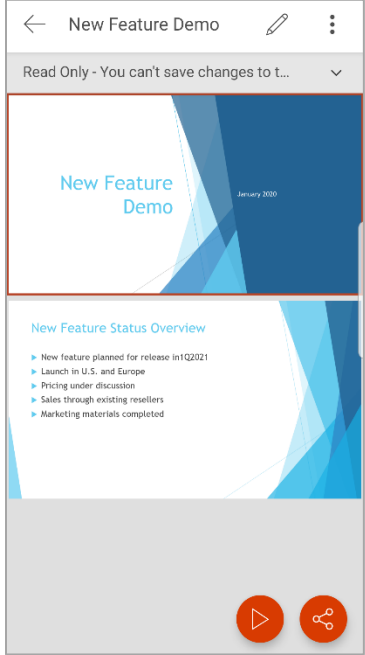 New Feature Demo
Read Only - You can't save changes to t...
New Feature
Demo
January 2020
New Feature Status Overview
New feature planned for release in1Q2021
Launch in U.S. and Europe
Pricing under discussion
Sales through existing resellers
Marketing materials completed